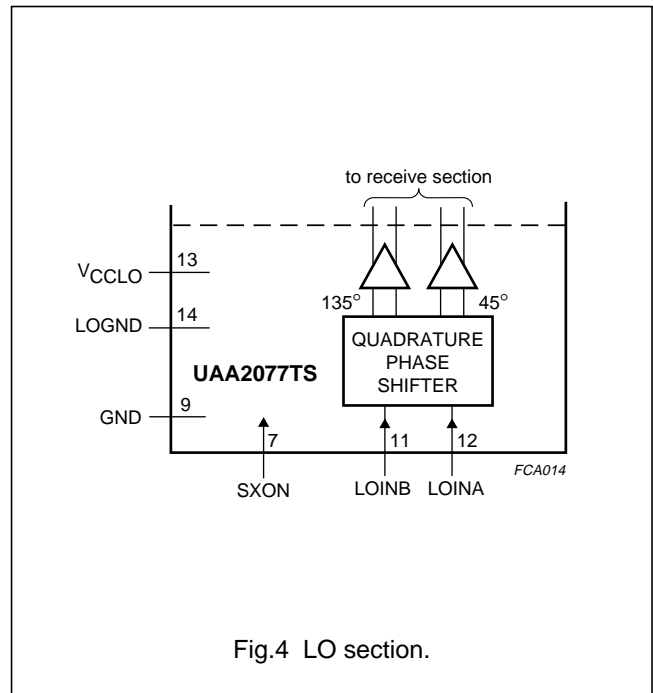 to receive section
13
VCCLO
135°
45°
14
LOGND
QUADRATURE
PHASE
SHIFTER
UAA2077TS
9
GND
7
11
12
SXON
LOINB
LOINA
FCA014
Fig.4 LO section.